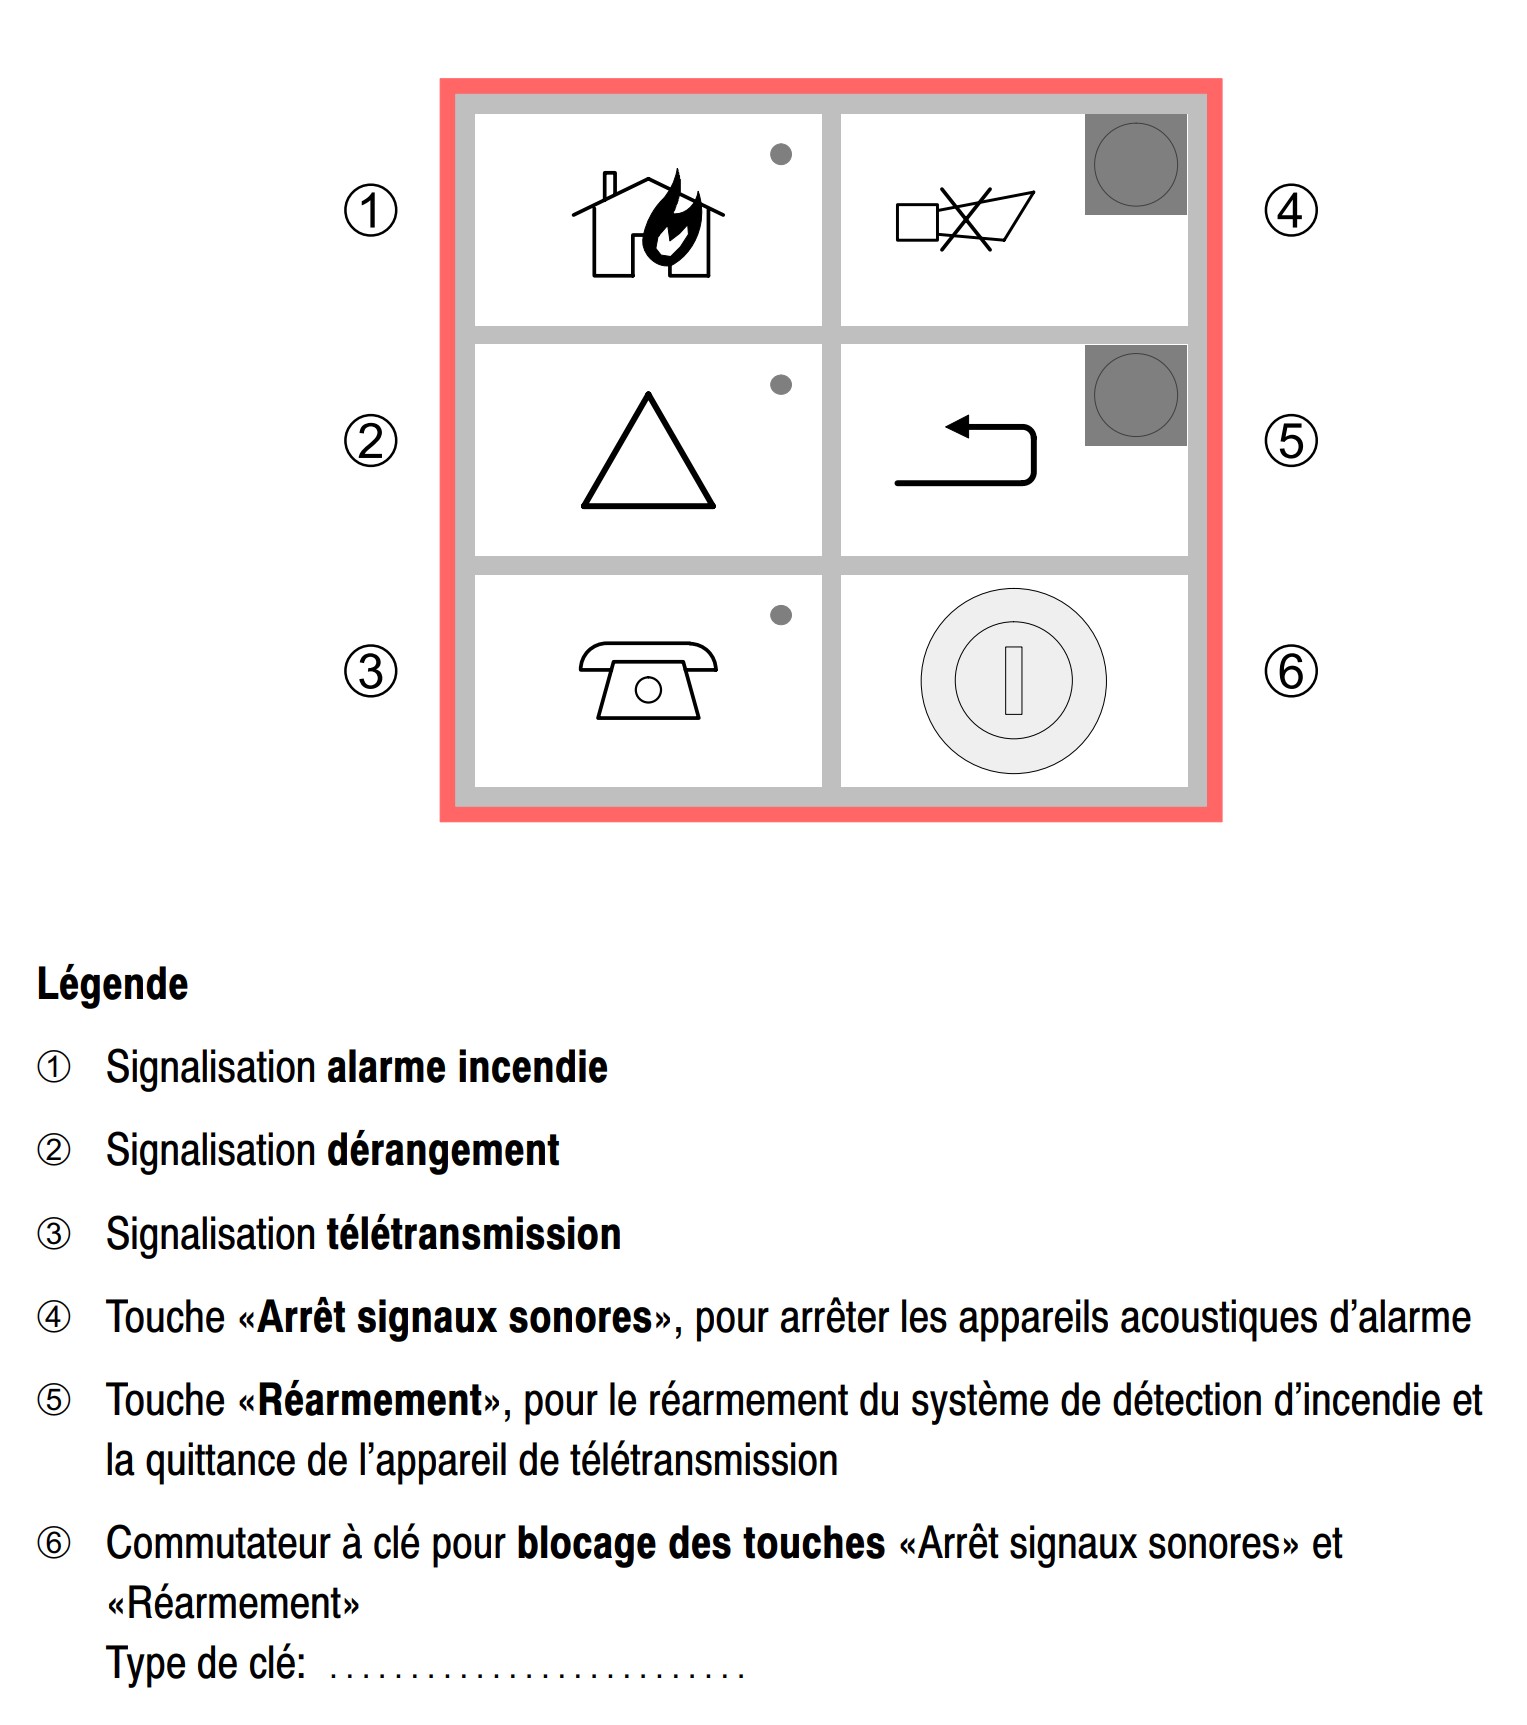 ① ④
② ⑤
③ ⑥
Légende
① Signalisation alarme incendie
② Signalisation dérangement
③ Signalisation télétransmission
④ Touche «Arrêt signaux sonores», pour arrêter les appareils acoustiques d’alarme
⑤ Touche «Réarmement», pour le réarmement du système de détection d’incendie et
la quittance de l’appareil de télétransmission
⑥ Commutateur à clé pour blocage des touches «Arrêt signaux sonores» et
«Réarmement»
Type de clé: . . . . . . . . . . . . . . . . . . . . . . . . . .